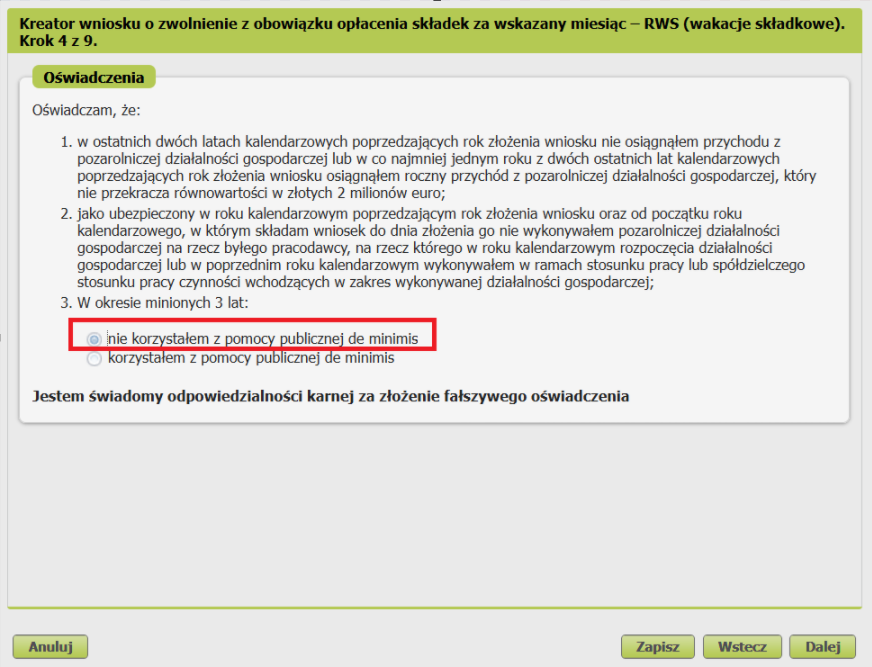 Kreator wniosku o zwolnienie z obowiązku opłacenia składek za wskazany miesiąc – RWS (wakacje składkowe).
Krok 4 z 9.
Oświadczenia
Oświadczam, że:
1. w ostatnich dwóch latach kalendarzowych poprzedzających rok złożenia wniosku nie osiągnąłem przychodu z
pozarolniczej działalności gospodarczej lub w co najmniej jednym roku z dwóch ostatnich lat kalendarzowych
poprzedzających rok złożenia wniosku osiągnąłem roczny przychód z pozarolniczej działalności gospodarczej, który
nie przekracza równowartości w złotych 2 milionów euro;
2. jako ubezpieczony w roku kalendarzowym poprzedzającym rok złożenia wniosku oraz od początku roku
kalendarzowego, w którym składam wniosek do dnia złożenia go nie wykonywałem pozarolniczej działalności
gospodarczej na rzecz byłego pracodawcy, na rzecz którego w roku kalendarzowym rozpoczęcia działalności
gospodarczej lub w poprzednim roku kalendarzowym wykonywałem w ramach stosunku pracy lub spółdzielczego
stosunku pracy czynności wchodzących w zakres wykonywanej działalności gospodarczej;
3. W okresie minionych 3 lat:
nie korzystałem z pomocy publicznej de minimis
korzystałem z pomocy publicznej de minimis
Jestem świadomy odpowiedzialności karnej za złożenie fałszywego oświadczenia
Anuluj
Zapisz
Wstecz
Dalej